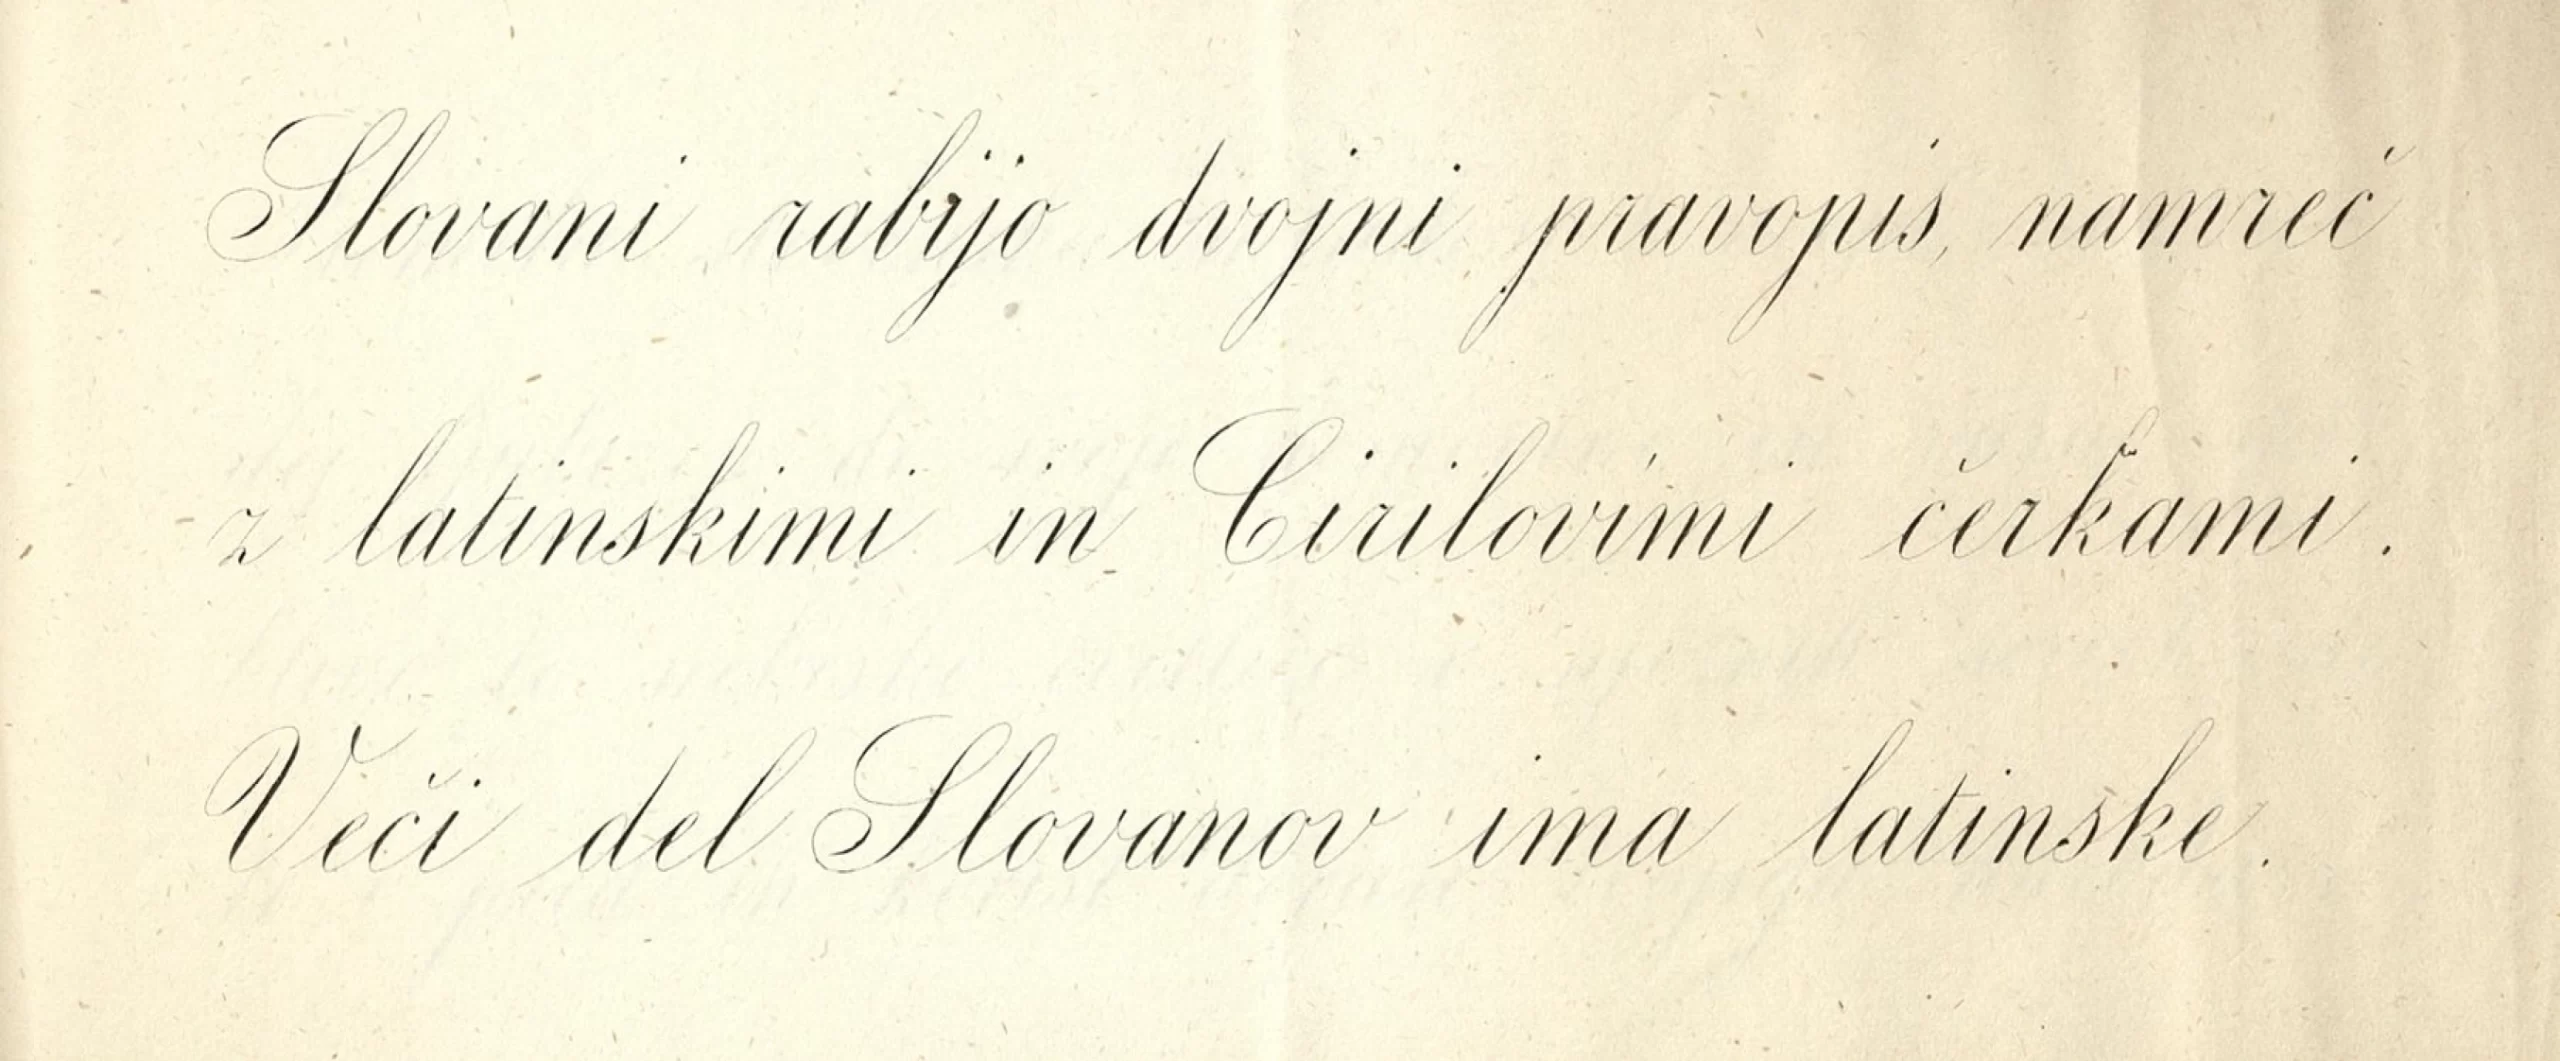 Slovani rabijo dvojni pravopis, namreč
z latinskimi in Cirilovimi čerkami.
Veči del Slovanov ima latinske.